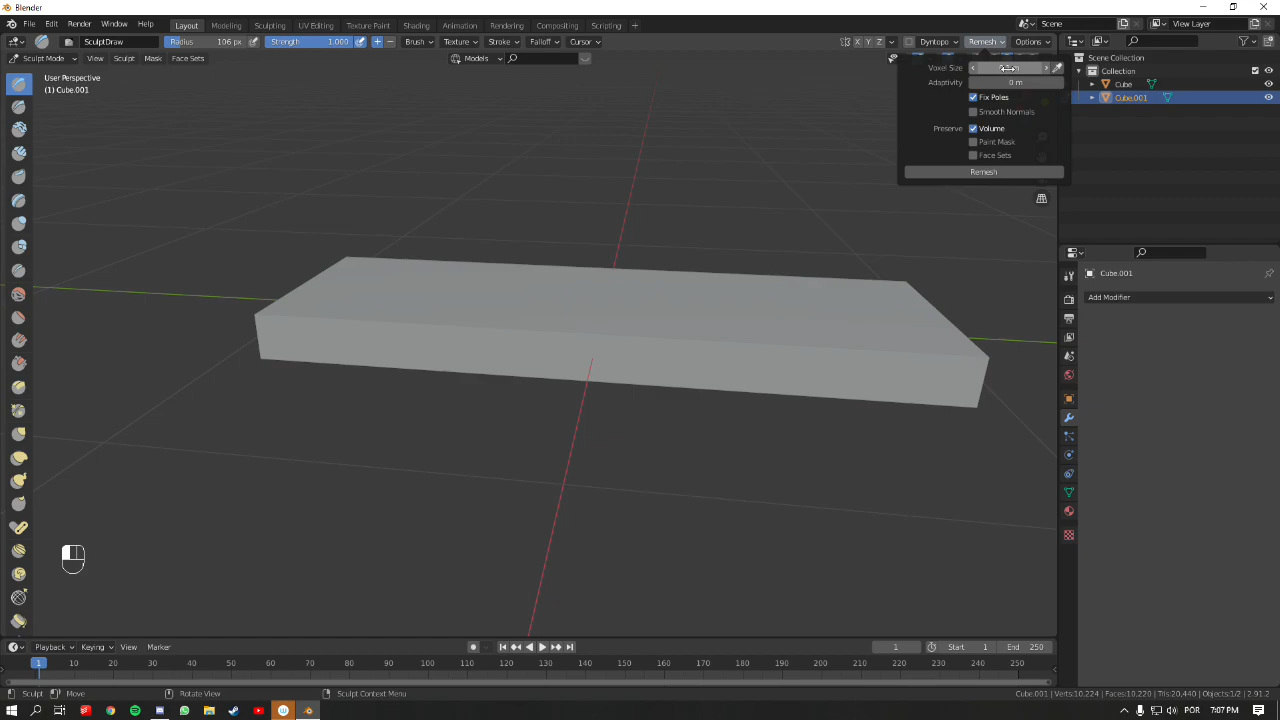 Blender
File Edit Render Window Help Layout Modeling Sculpting UV Editing Texture Paint Shading Animation Rendering Compositing Scripting + Scene View Layer
SculptDraw Radius 106 px Strength 1.000 Brush Texture Stroke Falloff Cursor X Y Z Dyntopo Remesh Options
Sculpt Mode View Sculpt Mask Face Sets Models
Scene Collection
Collection
Cube
Cube.001
User Perspective
(1) Cube.001
Voxel Size
Adaptivity 0 m
Fix Poles
Smooth Normals
Preserve Volume
Paint Mask
Face Sets
Remesh
Cube.001
Add Modifier
Playback Keying View Marker 1 Start 1 End 250
1 10 20 30 40 50 60 70 80 90 100 110 120 130 140 150 160 170 180 190 200 210 220 230 240 250
Sculpt Move Rotate View Sculpt Context Menu Cube.001 | Verts:10,224 | Faces:10,220 | Tris:20,440 | Objects:1/2 | 2.91.2
POR 7:07 PM